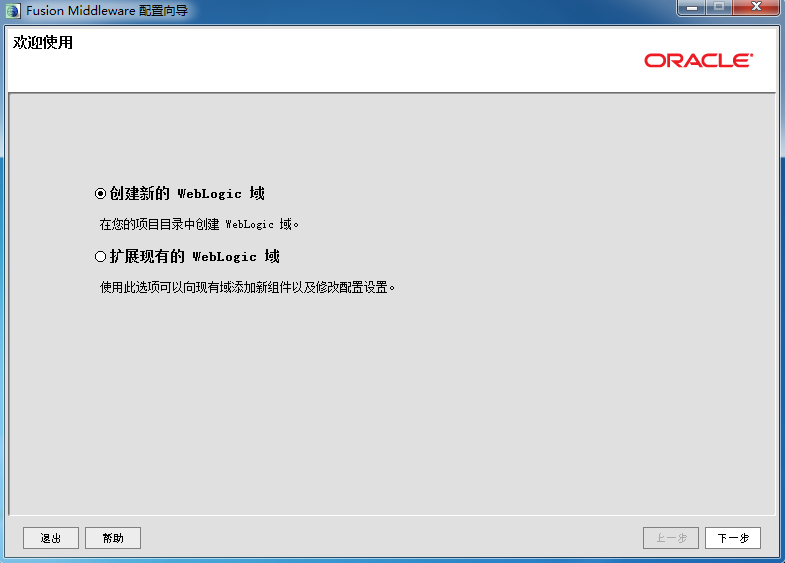 Fusion Middleware 配置向导
欢迎使用
ORACLE
创建新的 WebLogic 域
在您的项目目录中创建 WebLogic 域。
扩展现有的 WebLogic 域
使用此选项可以向现有域添加新组件以及修改配置设置。
退出 帮助 上一步 下一步